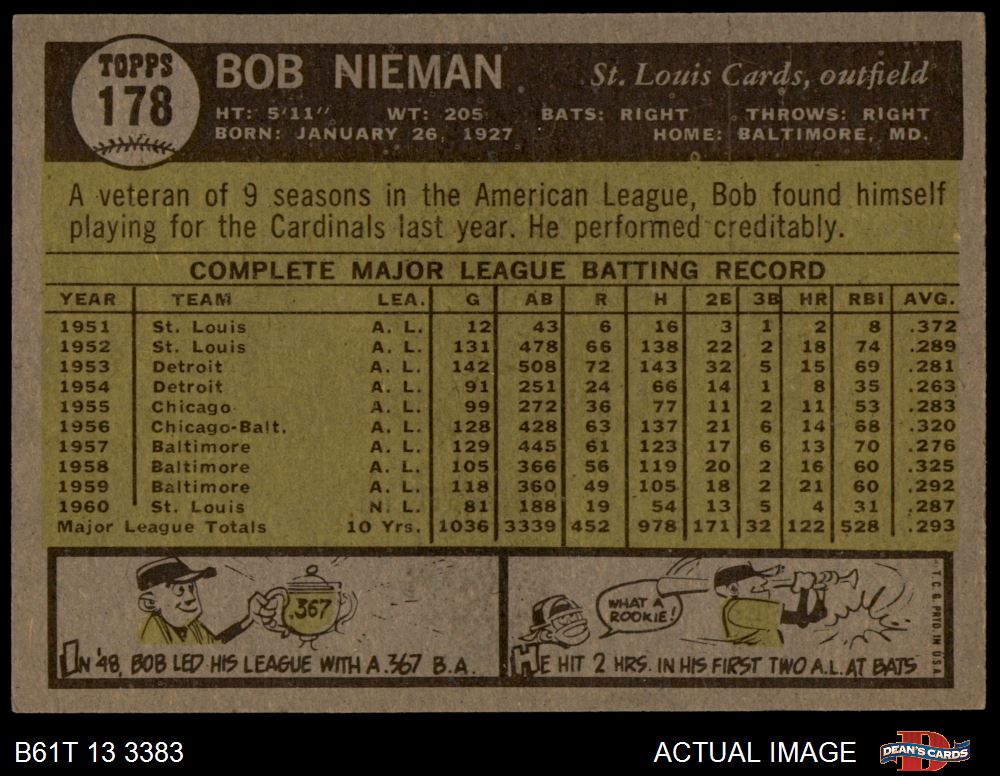 TOPPS
178
BOB NIEMAN
St. Louis Cards, outfield
HT: 5'11" WT: 205 BATS: RIGHT THROWS: RIGHT
BORN: JANUARY 26, 1927 HOME: BALTIMORE, MD.
A veteran of 9 seasons in the American League, Bob found himself
playing for the Cardinals last year. He performed creditably.
COMPLETE MAJOR LEAGUE BATTING RECORD
YEAR TEAM LEA. G AB R H 2B 3B HR RBI AVG.
1951 St. Louis A. L. 12 43 6 16 3 1 2 8 .372
1952 St. Louis A. L. 131 478 66 138 22 2 18 74 .289
1953 Detroit A. L. 142 508 72 143 32 5 15 69 .281
1954 Detroit A. L. 91 251 24 66 14 1 8 35 .263
1955 Chicago A. L. 99 272 36 77 11 2 11 53 .283
1956 Chicago-Balt. A. L. 128 428 63 137 21 6 14 68 .320
1957 Baltimore A. L. 129 445 61 123 17 6 13 70 .276
1958 Baltimore A. L. 105 366 56 119 20 2 16 60 .325
1959 Baltimore A. L. 118 360 49 105 18 2 21 60 .292
1960 St. Louis N. L. 81 188 19 54 13 5 4 31 .287
Major League Totals 10 Yrs. 1036 3339 452 978 171 32 122 528 .293
.367
IN '48, BOB LED HIS LEAGUE WITH A .367 B.A.
WHAT A
ROOKIE!
HE HIT 2 HRS. IN HIS FIRST TWO A.L. AT BATS
T. C. G. PRTD. IN U.S.A.
B61T 13 3383
ACTUAL IMAGE
DEAN'S CARDS